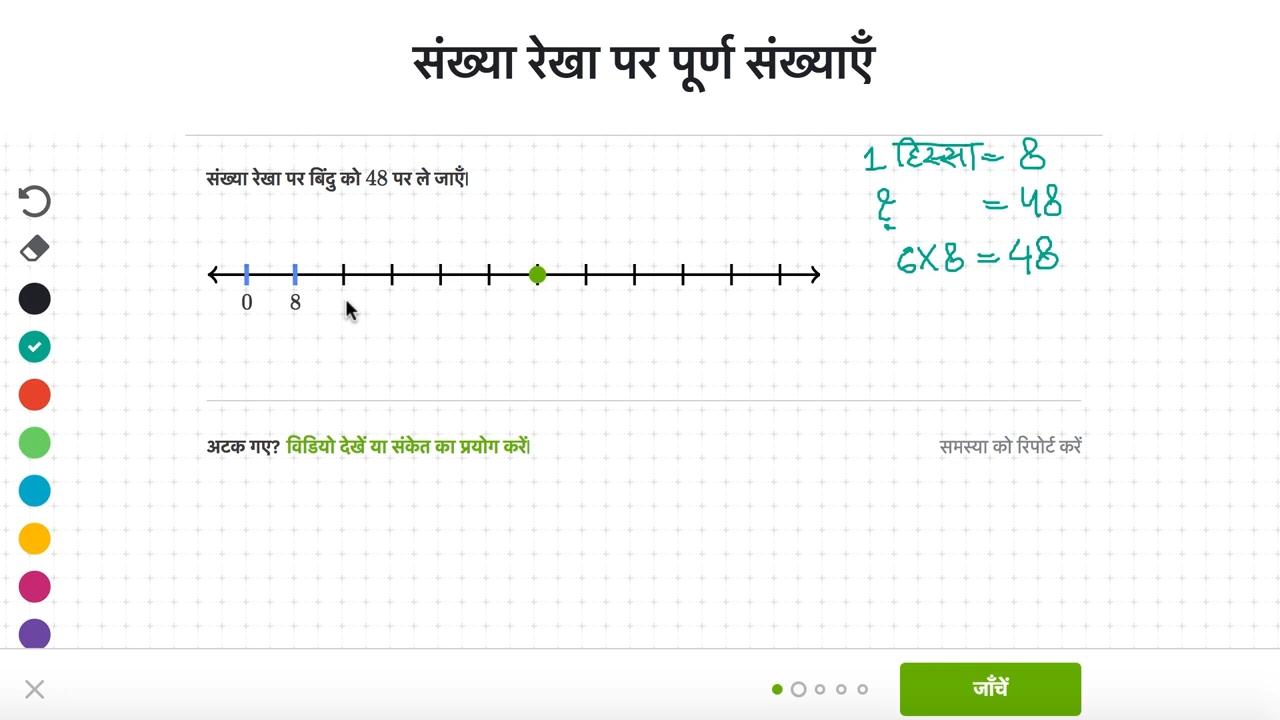 संख्या रेखा पर पूर्ण संख्याएँ
संख्या रेखा पर बिंदु को 48 पर ले जाएँ।
1 हिस्सा = 8
? = 48
6 X 8 = 48
0 8
अटक गए? विडियो देखें या संकेत का प्रयोग करें।
समस्या को रिपोर्ट करें
जाँचें